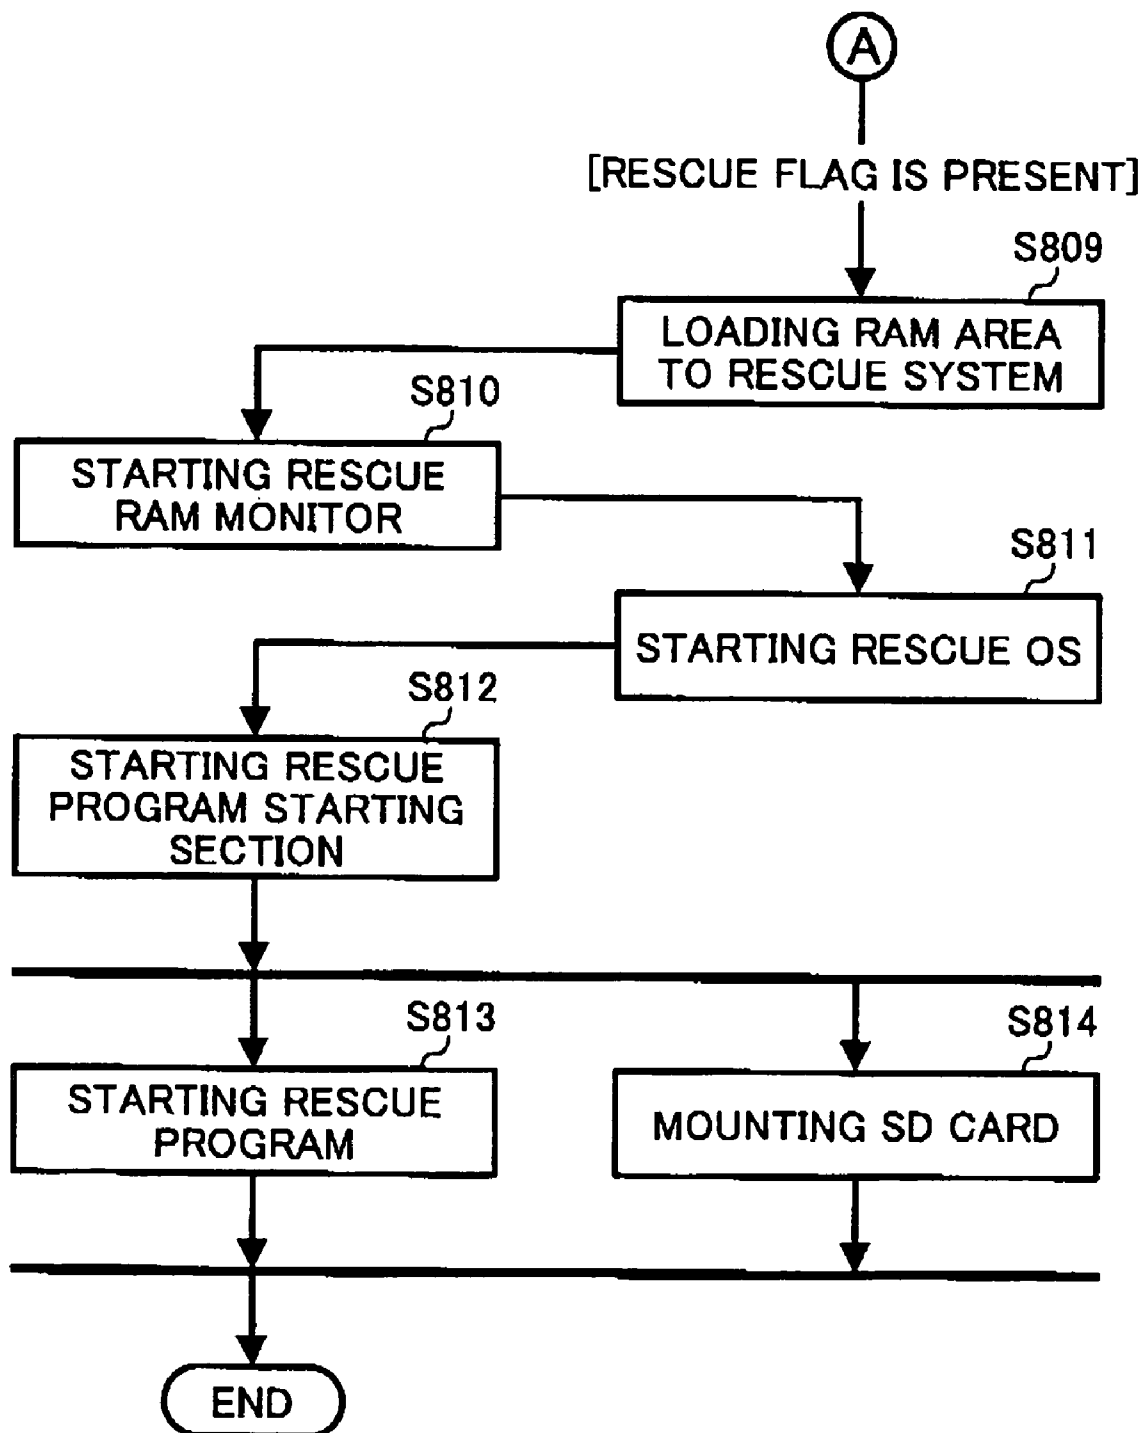 A
[RESCUE FLAG IS PRESENT]
S809
LOADING RAM AREA
TO RESCUE SYSTEM
S810
STARTING RESCUE
RAM MONITOR
S811
STARTING RESCUE OS
S812
STARTING RESCUE
PROGRAM STARTING
SECTION
S813
STARTING RESCUE
PROGRAM
S814
MOUNTING SD CARD
END